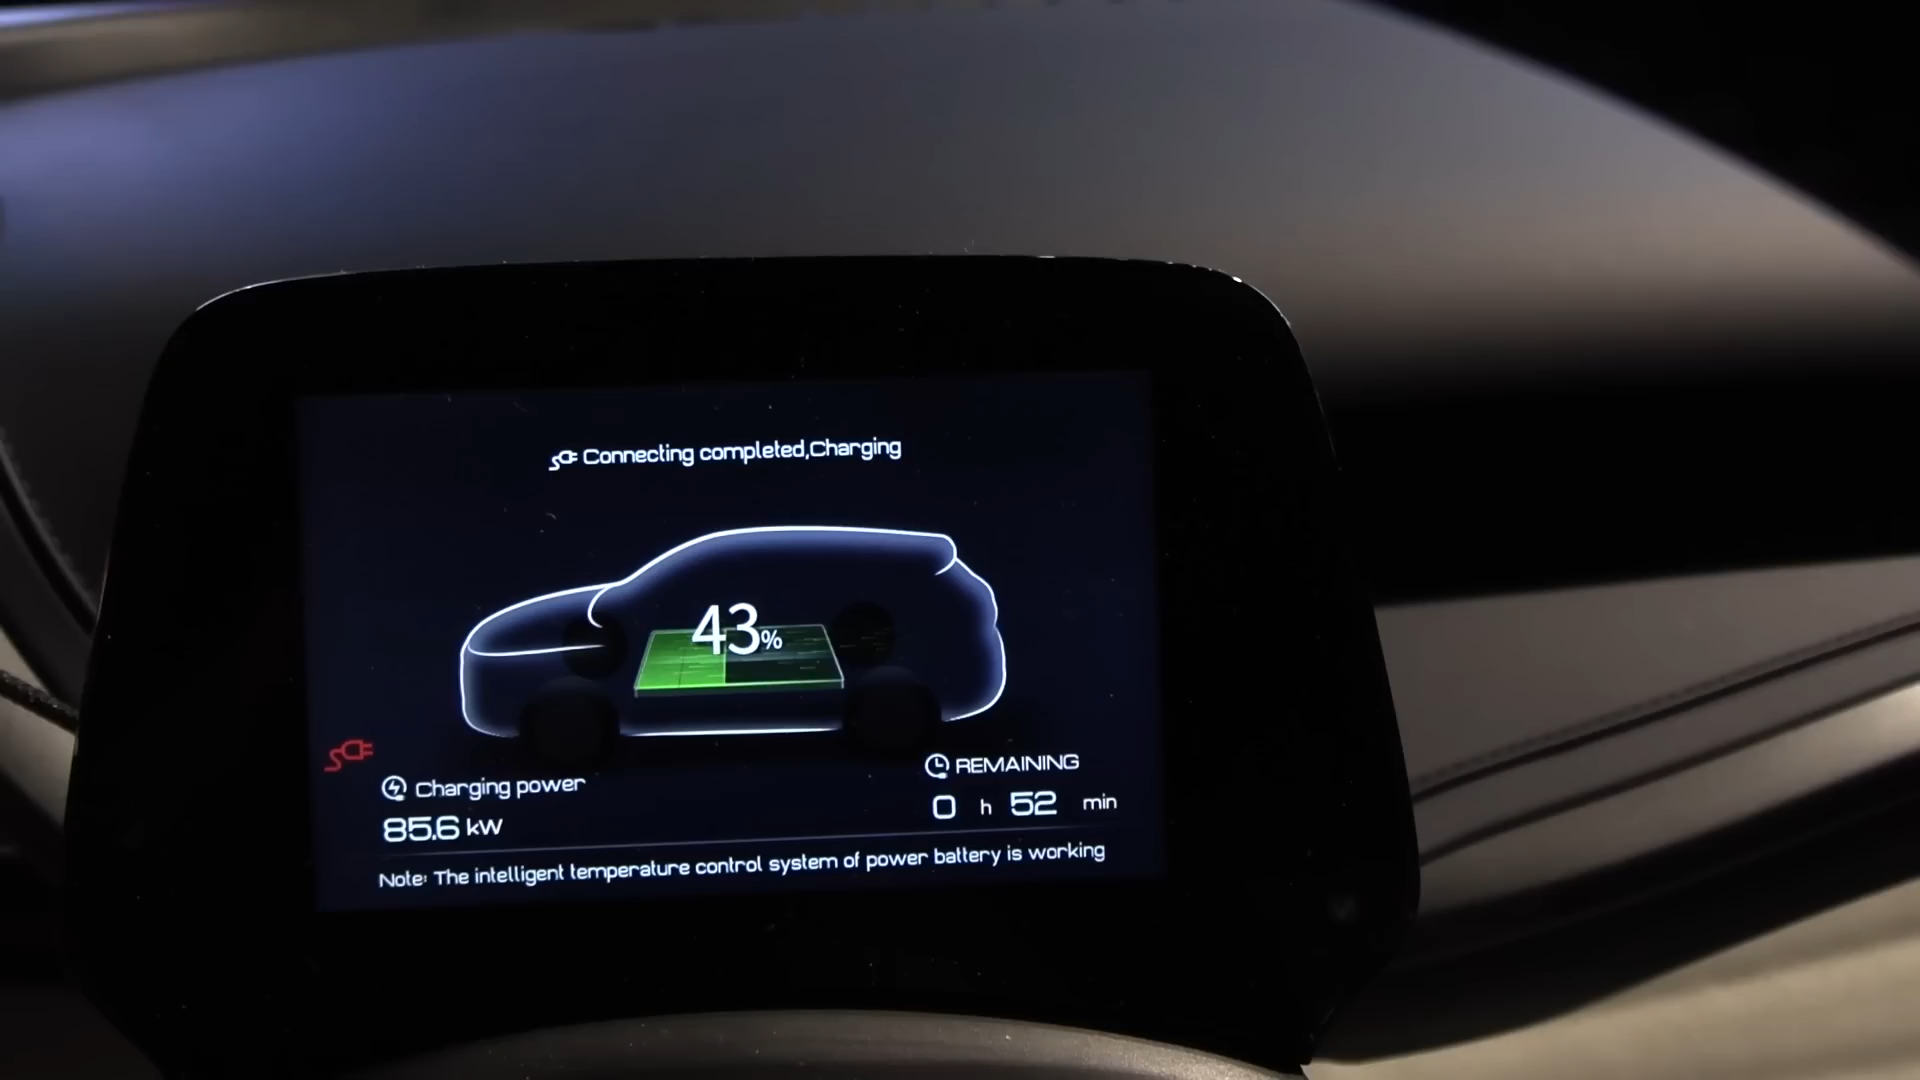 Connecting completed,Charging
43%
Charging power
85.6 kW
REMAINING
0 h 52 min
Note: The intelligent temperature control system of power battery is working